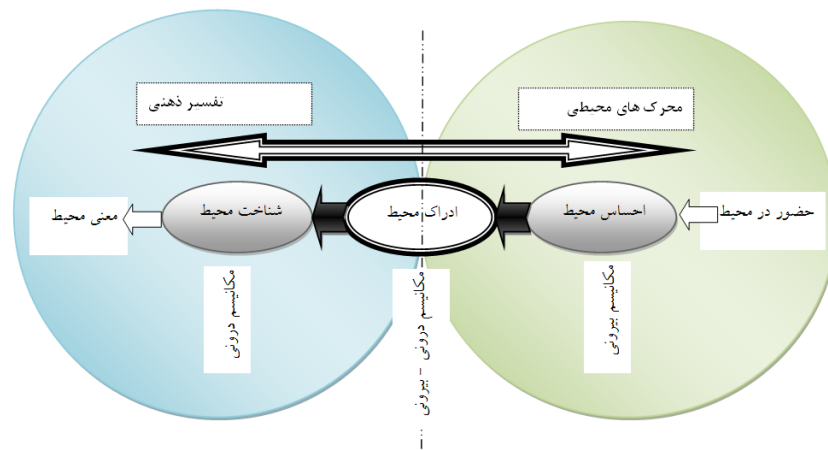 محرک های محیطی
تفسیر ذهنی
حضور در محیط
احساس محیط
ادراک محیط
شناخت محیط
معنی محیط
مکانیسم بیرونی
مکانیسم درونی - بیرونی
مکانیسم درونی